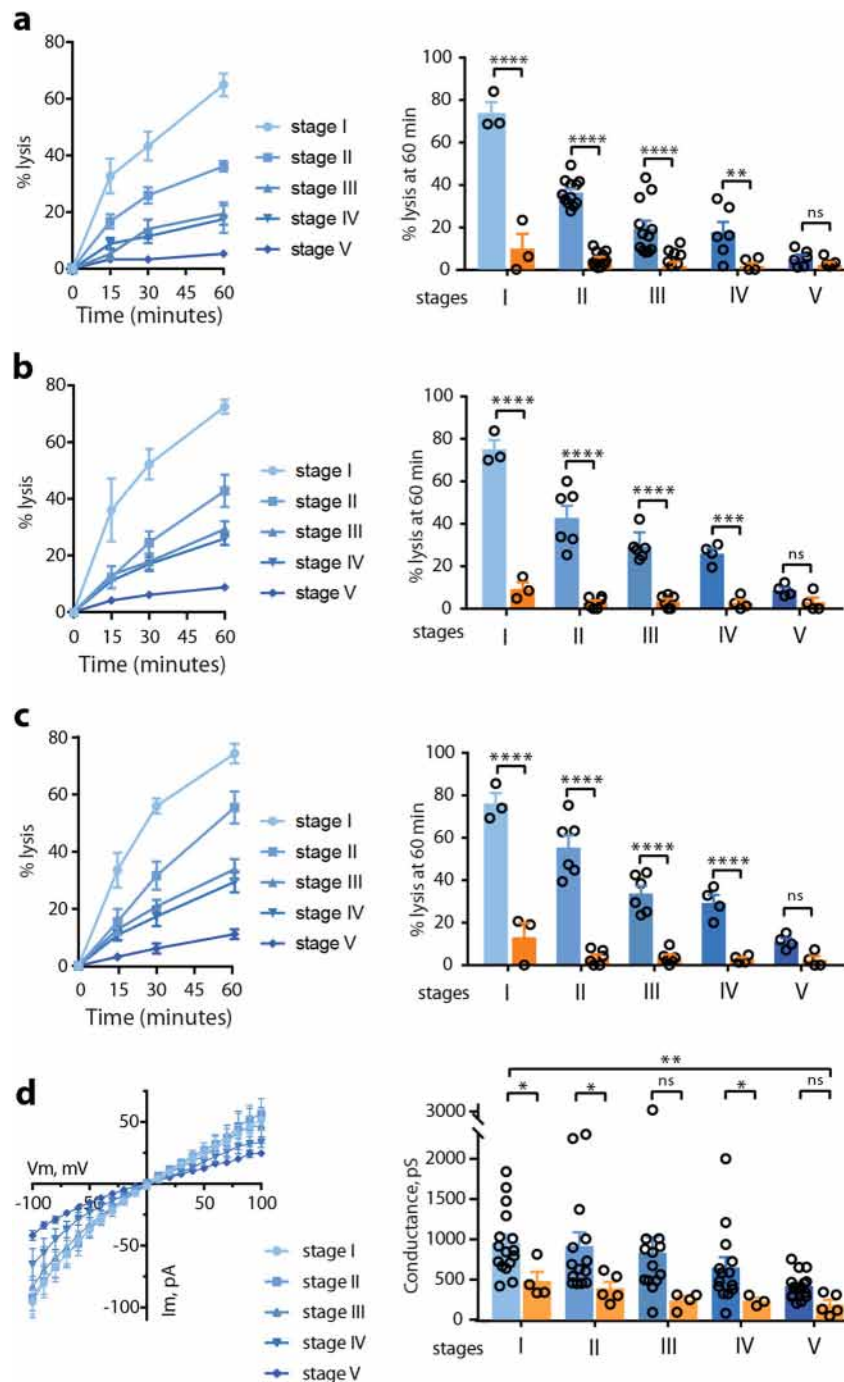 a
80
60
40
20
0
% lysis
0 15 30 45 60
Time (minutes)
stage I
stage II
stage III
stage IV
stage V
100
80
60
40
20
0
% lysis at 60 min
****
****
****
**
ns
stages I II III IV V
b
80
60
40
20
0
% lysis
0 15 30 45 60
Time (minutes)
stage I
stage II
stage III
stage IV
stage V
100
80
60
40
20
0
% lysis at 60 min
****
****
****
***
ns
stages I II III IV V
c
80
60
40
20
0
% lysis
0 15 30 45 60
Time (minutes)
stage I
stage II
stage III
stage IV
stage V
100
80
60
40
20
0
% lysis at 60 min
****
****
****
****
ns
stages I II III IV V
d
50
Vm, mV
-100 -50 50 100
-50
-100
Im, pA
stage I
stage II
stage III
stage IV
stage V
**
* * ns * ns
3000
2000
1500
1000
500
0
Conductance, pS
stages I II III IV V